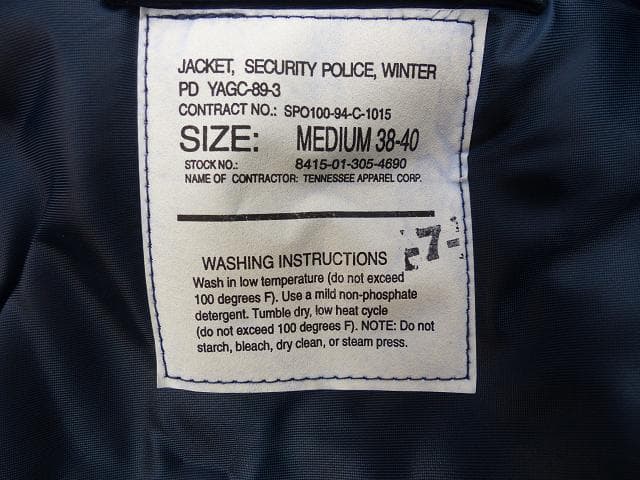 JACKET, SECURITY POLICE, WINTER
PD YAGC-89-3
CONTRACT NO.: SPO100-94-C-1015
SIZE: MEDIUM 38-40
STOCK NO.: 8415-01-305-4690
NAME OF CONTRACTOR: TENNESSEE APPAREL CORP.
-7-
WASHING INSTRUCTIONS
Wash in low temperature (do not exceed
100 degrees F). Use a mild non-phosphate
detergent. Tumble dry, low heat cycle
(do not exceed 100 degrees F). NOTE: Do not
starch, bleach, dry clean, or steam press.